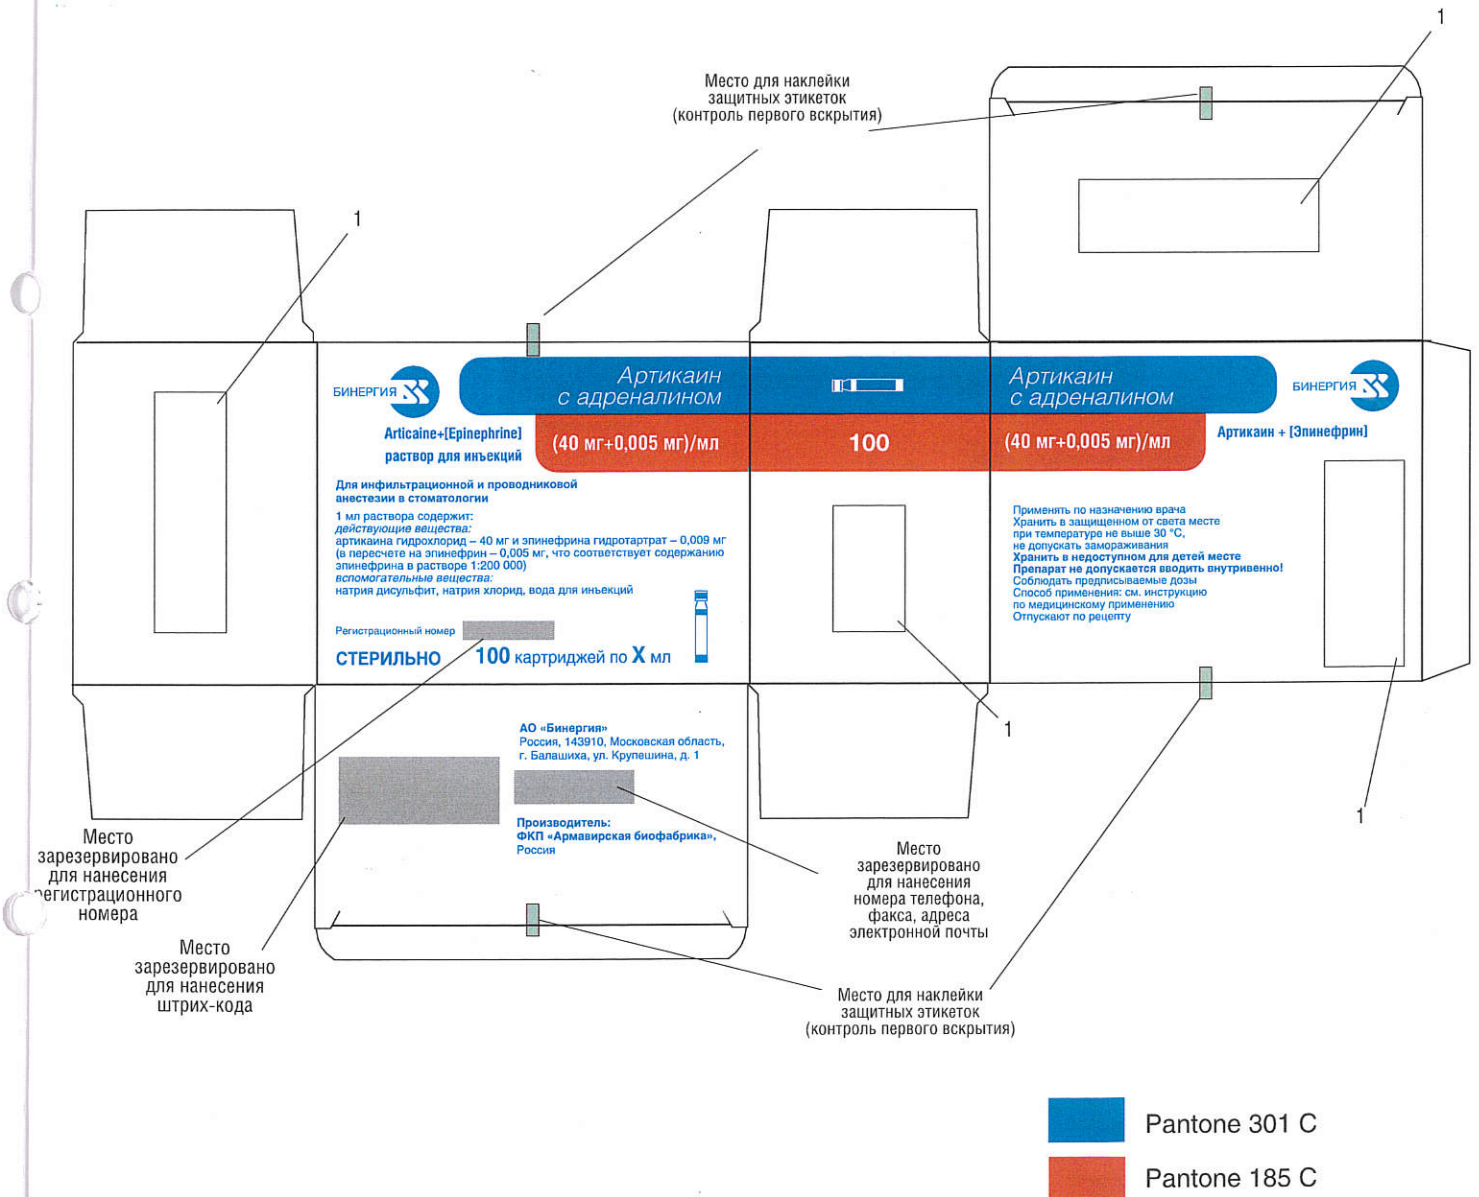 1
Место для наклейки
защитных этикеток
(контроль первого вскрытия)
1
БИНЕРГИЯ
Артикаин
с адреналином
Артикаин
с адреналином
БИНЕРГИЯ
Articaine+[Epinephrine]
раствор для инъекций
(40 мг+0,005 мг)/мл
100
(40 мг+0,005 мг)/мл
Артикаин + [Эпинефрин]
Для инфильтрационной и проводниковой
анестезии в стоматологии
1 мл раствора содержит:
действующие вещества:
артикаина гидрохлорид – 40 мг и эпинефрина гидротартрат – 0,009 мг
(в пересчете на эпинефрин – 0,005 мг, что соответствует содержанию
эпинефрина в растворе 1:200 000)
вспомогательные вещества:
натрия дисульфит, натрия хлорид, вода для инъекций
Регистрационный номер
СТЕРИЛЬНО
100 картриджей по X мл
Применять по назначению врача
Хранить в защищенном от света месте
при температуре не выше 30 °С,
не допускать замораживания
Хранить в недоступном для детей месте
Препарат не допускается вводить внутривенно!
Соблюдать предписываемые дозы
Способ применения: см. инструкцию
по медицинскому применению
Отпускают по рецепту
1
1
АО «Бинергия»
Россия, 143910, Московская область,
г. Балашиха, ул. Крупешина, д. 1
Производитель:
ФКП «Армавирская биофабрика»,
Россия
Место
зарезервировано
для нанесения
регистрационного
номера
Место
зарезервировано
для нанесения
штрих-кода
Место
зарезервировано
для нанесения
номера телефона,
факса, адреса
электронной почты
Место для наклейки
защитных этикеток
(контроль первого вскрытия)
Pantone 301 C
Pantone 185 C